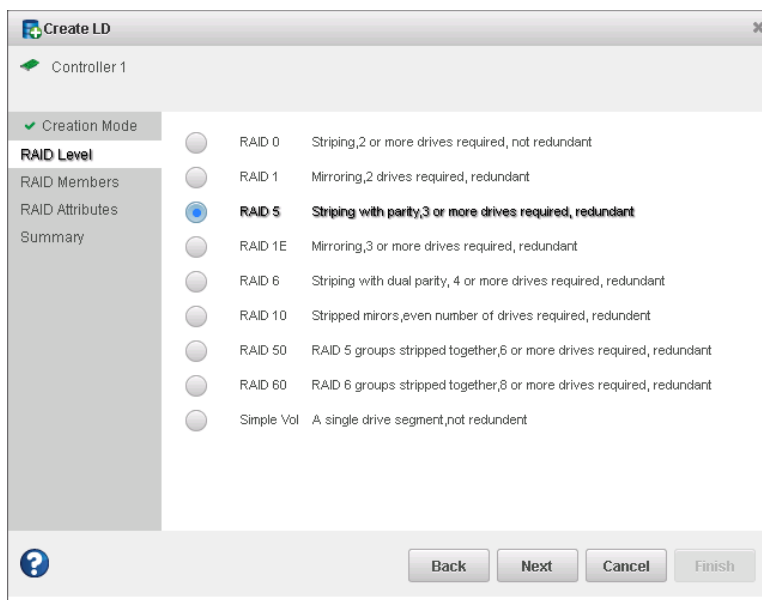 Create LD
Controller 1
Creation Mode
RAID Level
RAID Members
RAID Attributes
Summary
RAID 0 Striping,2 or more drives required, not redundant
RAID 1 Mirroring,2 drives required, redundant
RAID 5 Striping with parity,3 or more drives required, redundant
RAID 1E Mirroring,3 or more drives required, redundant
RAID 6 Striping with dual parity, 4 or more drives required, redundant
RAID 10 Stripped mirors,even number of drives required, redundent
RAID 50 RAID 5 groups stripped together,6 or more drives required, redundant
RAID 60 RAID 6 groups stripped together,8 or more drives required, redundant
Simple Vol A single drive segment,not redundent
? Back Next Cancel Finish